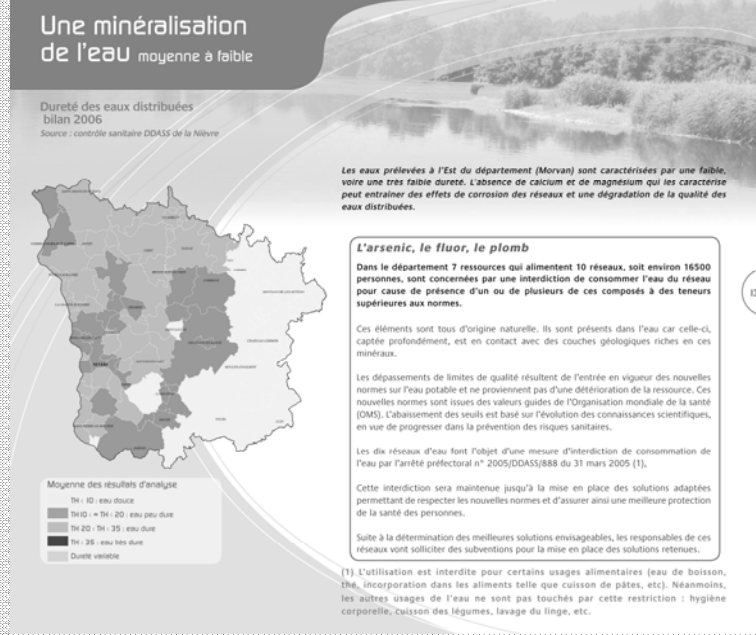 Une minéralisation
de l'eau moyenne à faible
Dureté des eaux distribuées
bilan 2006
Source : contrôle sanitaire DDASS de la Nièvre
Les eaux prélevées à l'Est du département (Morvan) sont caractérisées par une faible,
voire une très faible dureté. L'absence de calcium et de magnésium qui les caractérise
peut entraîner des effets de corrosion des réseaux et une dégradation de la qualité des
eaux distribuées.
L'arsenic, le fluor, le plomb
Dans le département 7 ressources qui alimentent 10 réseaux, soit environ 16500
personnes, sont concernées par une interdiction de consommer l'eau du réseau
pour cause de présence d'un ou de plusieurs de ces composés à des teneurs
supérieures aux normes.
Ces éléments sont tous d'origine naturelle. Ils sont présents dans l'eau car celle-ci,
captée profondément, est en contact avec des couches géologiques riches en ces
minéraux.
Les dépassements de limites de qualité résultent de l'entrée en vigueur des nouvelles
normes sur l'eau potable et ne proviennent pas d'une détérioration de la ressource. Ces
nouvelles normes sont issues des valeurs guides de l'Organisation mondiale de la santé
(OMS). L'abaissement des seuils est basé sur l'évolution des connaissances scientifiques,
en vue de progresser dans la prévention des risques sanitaires.
Les dix réseaux d'eau font l'objet d'une mesure d'interdiction de consommation de
l'eau par l'arrêté préfectoral n° 2005/DDASS/888 du 31 mars 2005 (1),
Cette interdiction sera maintenue jusqu'à la mise en place des solutions adaptées
permettant de respecter les nouvelles normes et d'assurer ainsi une meilleure protection
de la santé des personnes.
Suite à la détermination des meilleures solutions envisageables, les responsables de ces
réseaux vont solliciter des subventions pour la mise en place des solutions retenues.
(1) L'utilisation est interdite pour certains usages alimentaires (eau de boisson,
thé, incorporation dans les aliments telle que cuisson de pâtes, etc). Néanmoins,
les autres usages de l'eau ne sont pas touchés par cette restriction : hygiène
corporelle, cuisson des légumes, lavage du linge, etc.
Moyenne des résultats d'analyse
TH < 10 : eau douce
TH 10 < = TH < 20 : eau peu dure
TH 20 < TH < 35 : eau dure
TH > 35 : eau très dure
Dureté variable